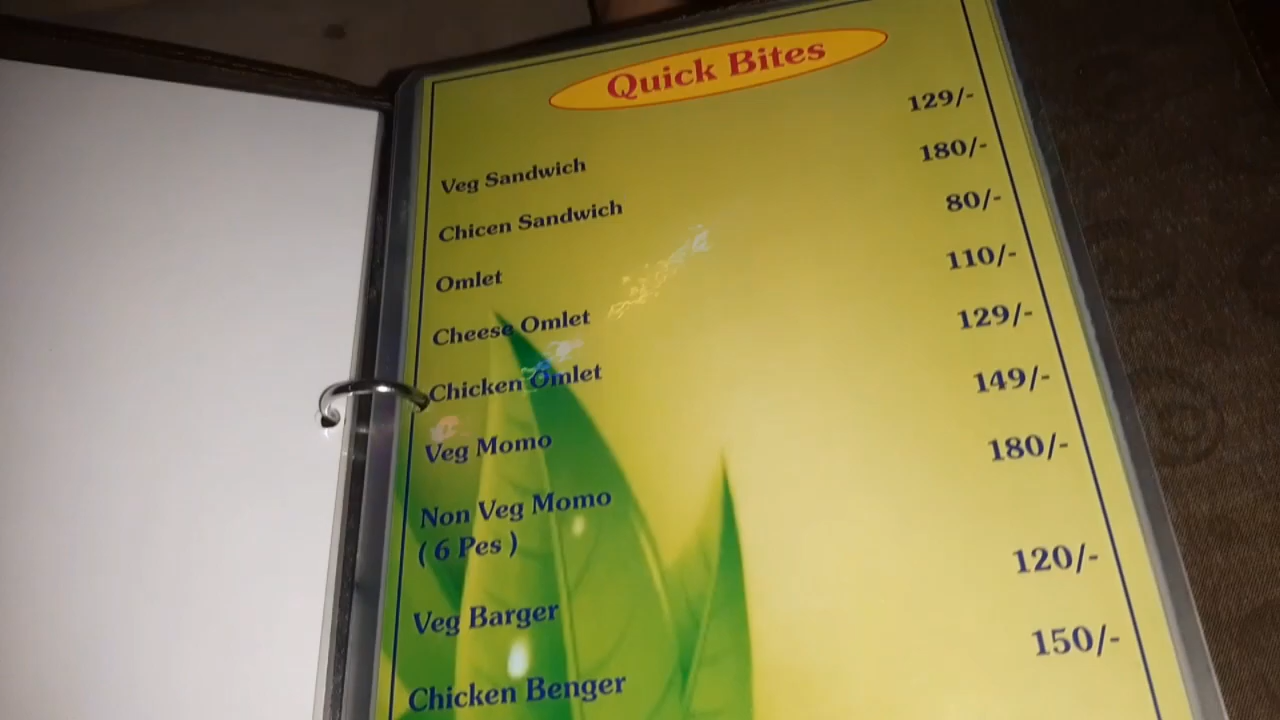 Quick Bites
Veg Sandwich 129/-
Chicen Sandwich 180/-
Omlet 80/-
Cheese Omlet 110/-
Chicken Omlet 129/-
Veg Momo 149/-
Non Veg Momo 180/-
( 6 Pes )
Veg Barger 120/-
Chicken Benger 150/-